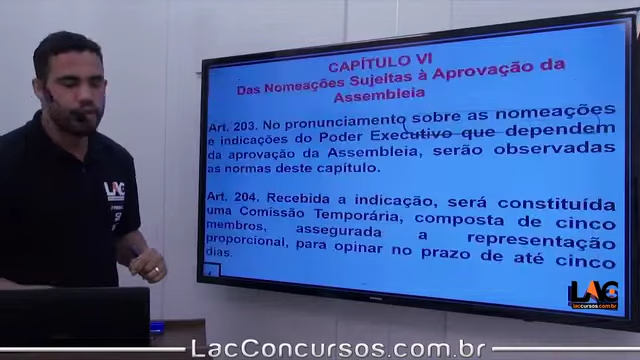 CAPÍTULO VI
Das Nomeações Sujeitas à Aprovação da
Assembleia
Art. 203. No pronunciamento sobre as nomeações
e indicações do Poder Executivo que dependem
da aprovação da Assembleia, serão observadas
as normas deste capítulo.
Art. 204. Recebida a indicação, será constituída
uma Comissão Temporária, composta de cinco
membros, assegurada a representação
proporcional, para opinar no prazo de até cinco
dias.
LAC
LAC
laccursos.com.br
LacConcursos.com.br